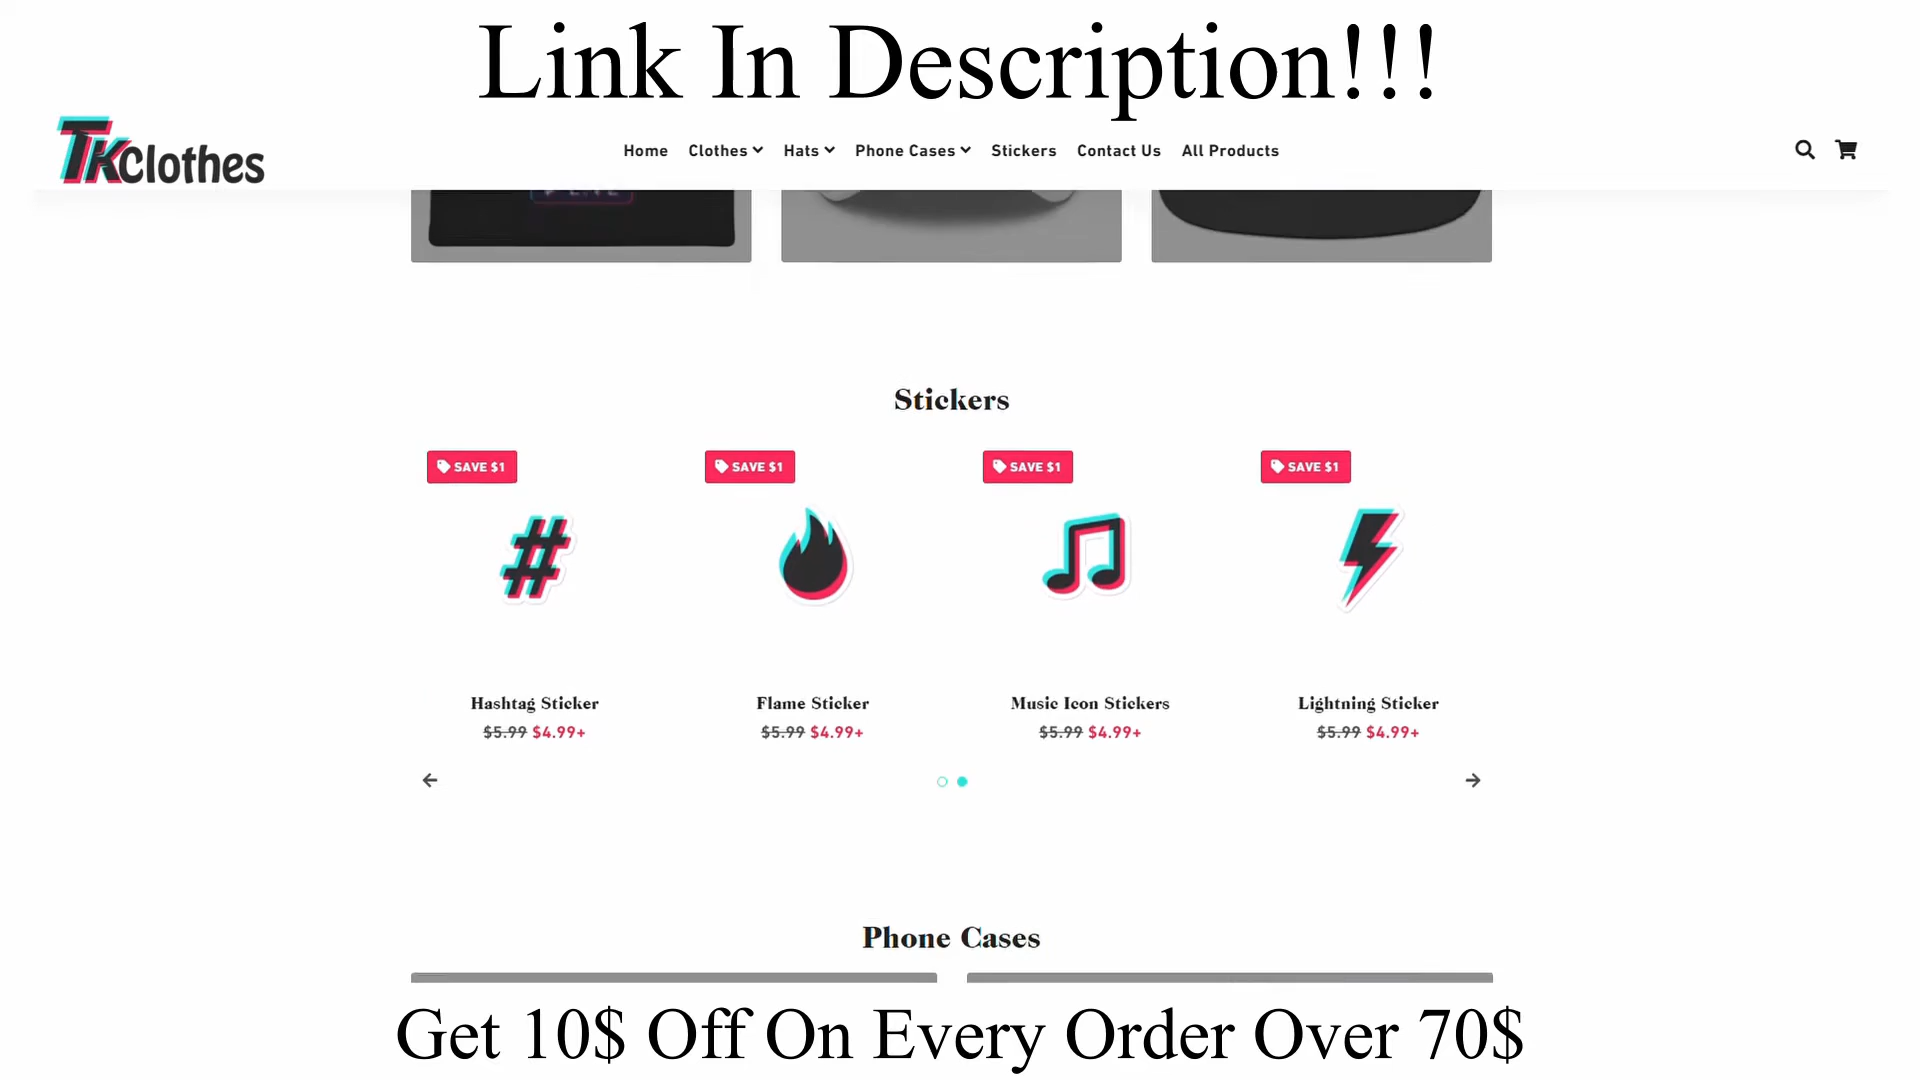 Link In Description!!!
TKClothes
Home Clothes Hats Phone Cases Stickers Contact Us All Products
Stickers
SAVE $1 SAVE $1 SAVE $1 SAVE $1
Hashtag Sticker Flame Sticker Music Icon Stickers Lightning Sticker
$5.99 $4.99+ $5.99 $4.99+ $5.99 $4.99+ $5.99 $4.99+
Phone Cases
Get 10$ Off On Every Order Over 70$